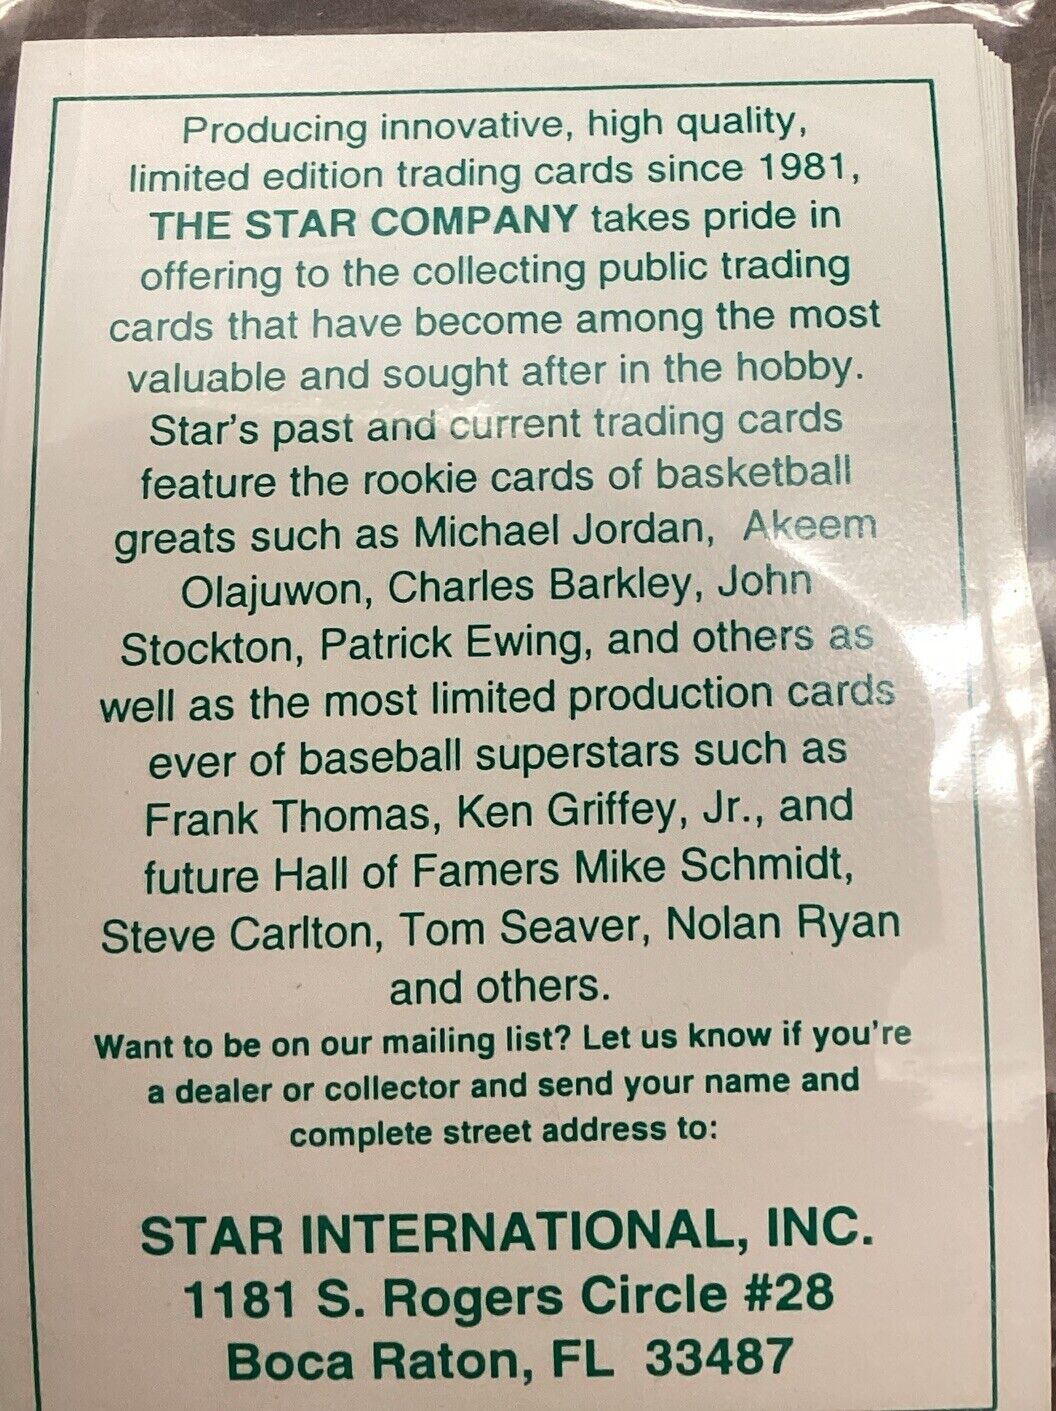 Producing innovative, high quality,
limited edition trading cards since 1981,
THE STAR COMPANY takes pride in
offering to the collecting public trading
cards that have become among the most
valuable and sought after in the hobby.
Star's past and current trading cards
feature the rookie cards of basketball
greats such as Michael Jordan, Akeem
Olajuwon, Charles Barkley, John
Stockton, Patrick Ewing, and others as
well as the most limited production cards
ever of baseball superstars such as
Frank Thomas, Ken Griffey, Jr., and
future Hall of Famers Mike Schmidt,
Steve Carlton, Tom Seaver, Nolan Ryan
and others.
Want to be on our mailing list? Let us know if you're
a dealer or collector and send your name and
complete street address to:
STAR INTERNATIONAL, INC.
1181 S. Rogers Circle #28
Boca Raton, FL 33487